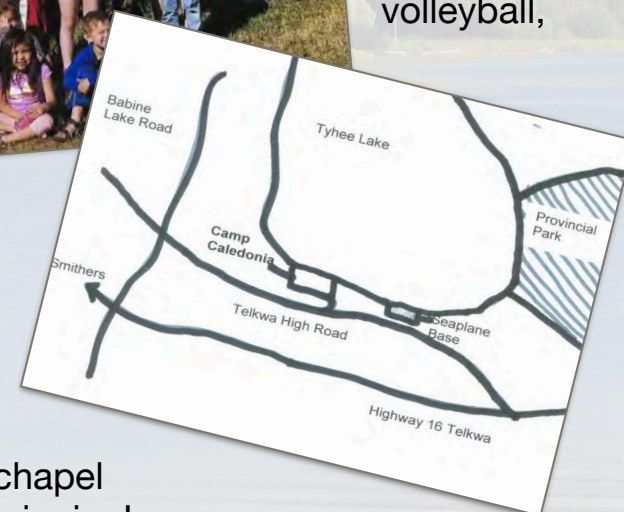 volleyball,
Babine
Lake Road
Tyhee Lake
Provincial
Park
Camp
Caledonia
Smithers
Seaplane
Base
Telkwa High Road
Highway 16 Telkwa
chapel